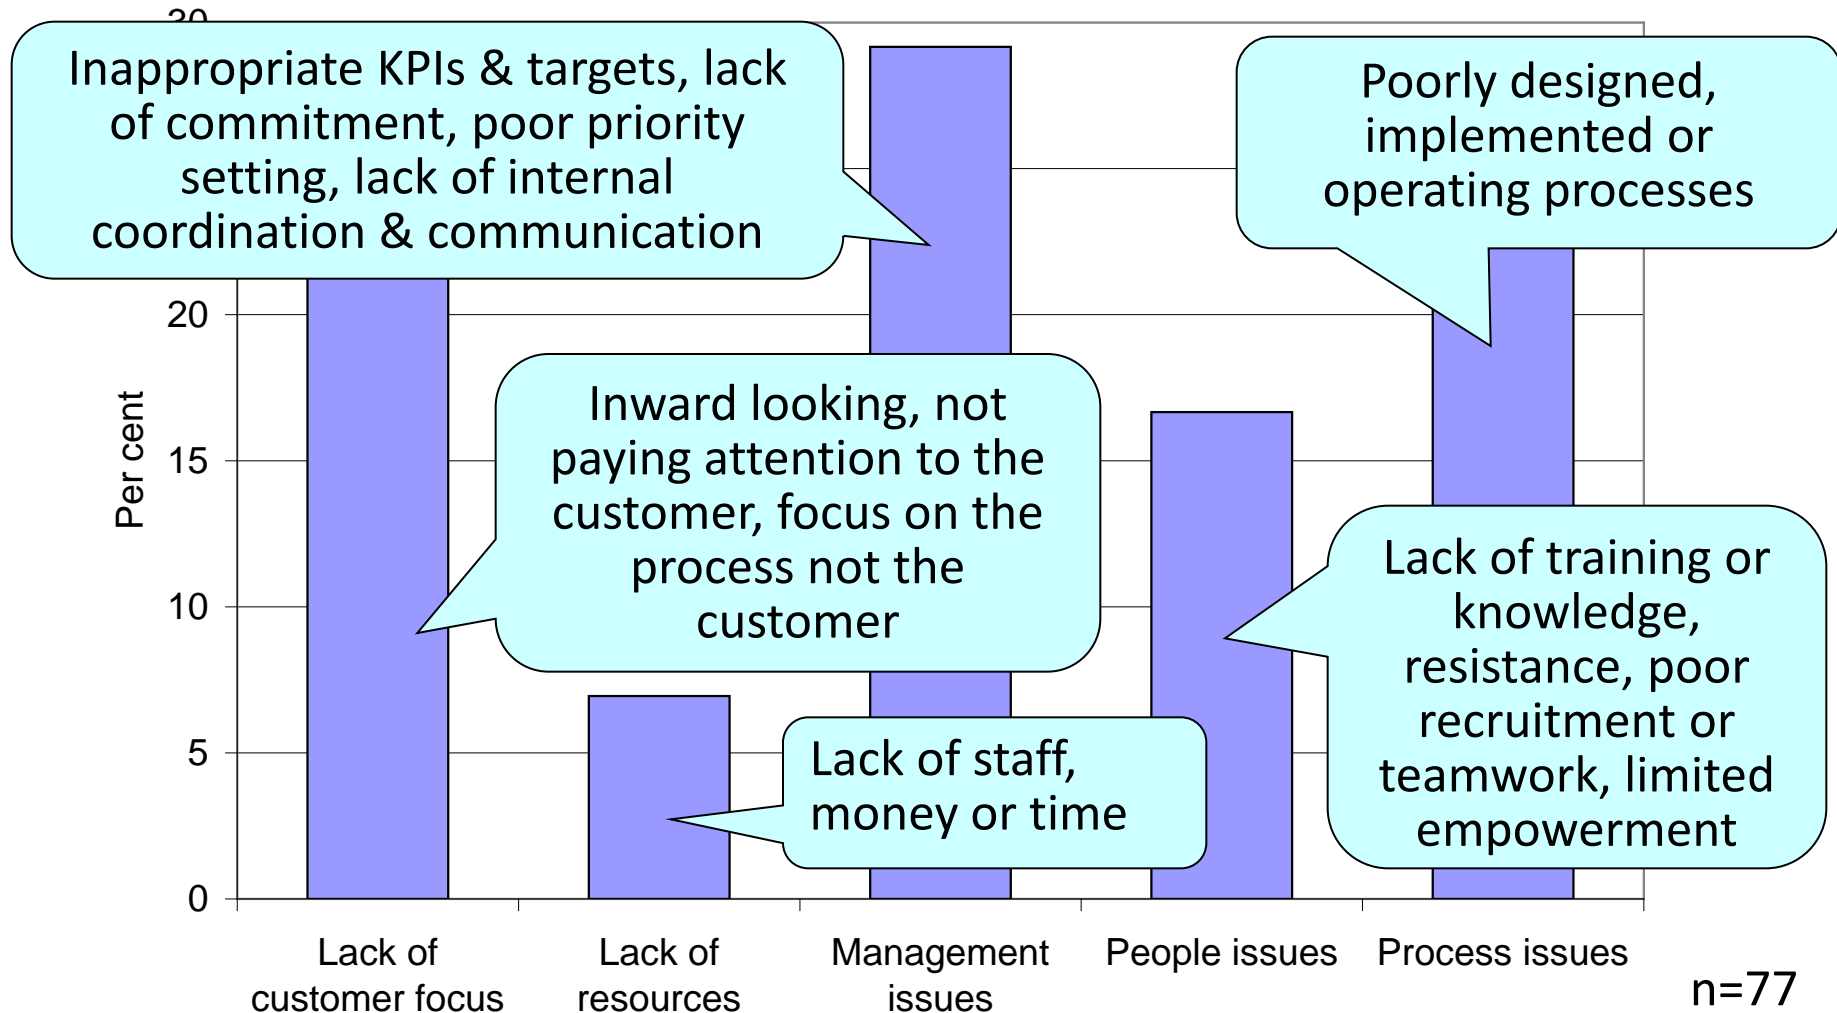 30
Inappropriate KPIs & targets, lack
of commitment, poor priority
setting, lack of internal
coordination & communication
Poorly designed,
implemented or
operating processes
20
Inward looking, not
paying attention to the
customer, focus on the
process not the
customer
Per cent
15
10
Lack of training or
knowledge,
resistance, poor
recruitment or
teamwork, limited
empowerment
5
Lack of staff,
money or time
0
Lack of
customer focus
Lack of
resources
Management
issues
People issues
Process issues
n=77